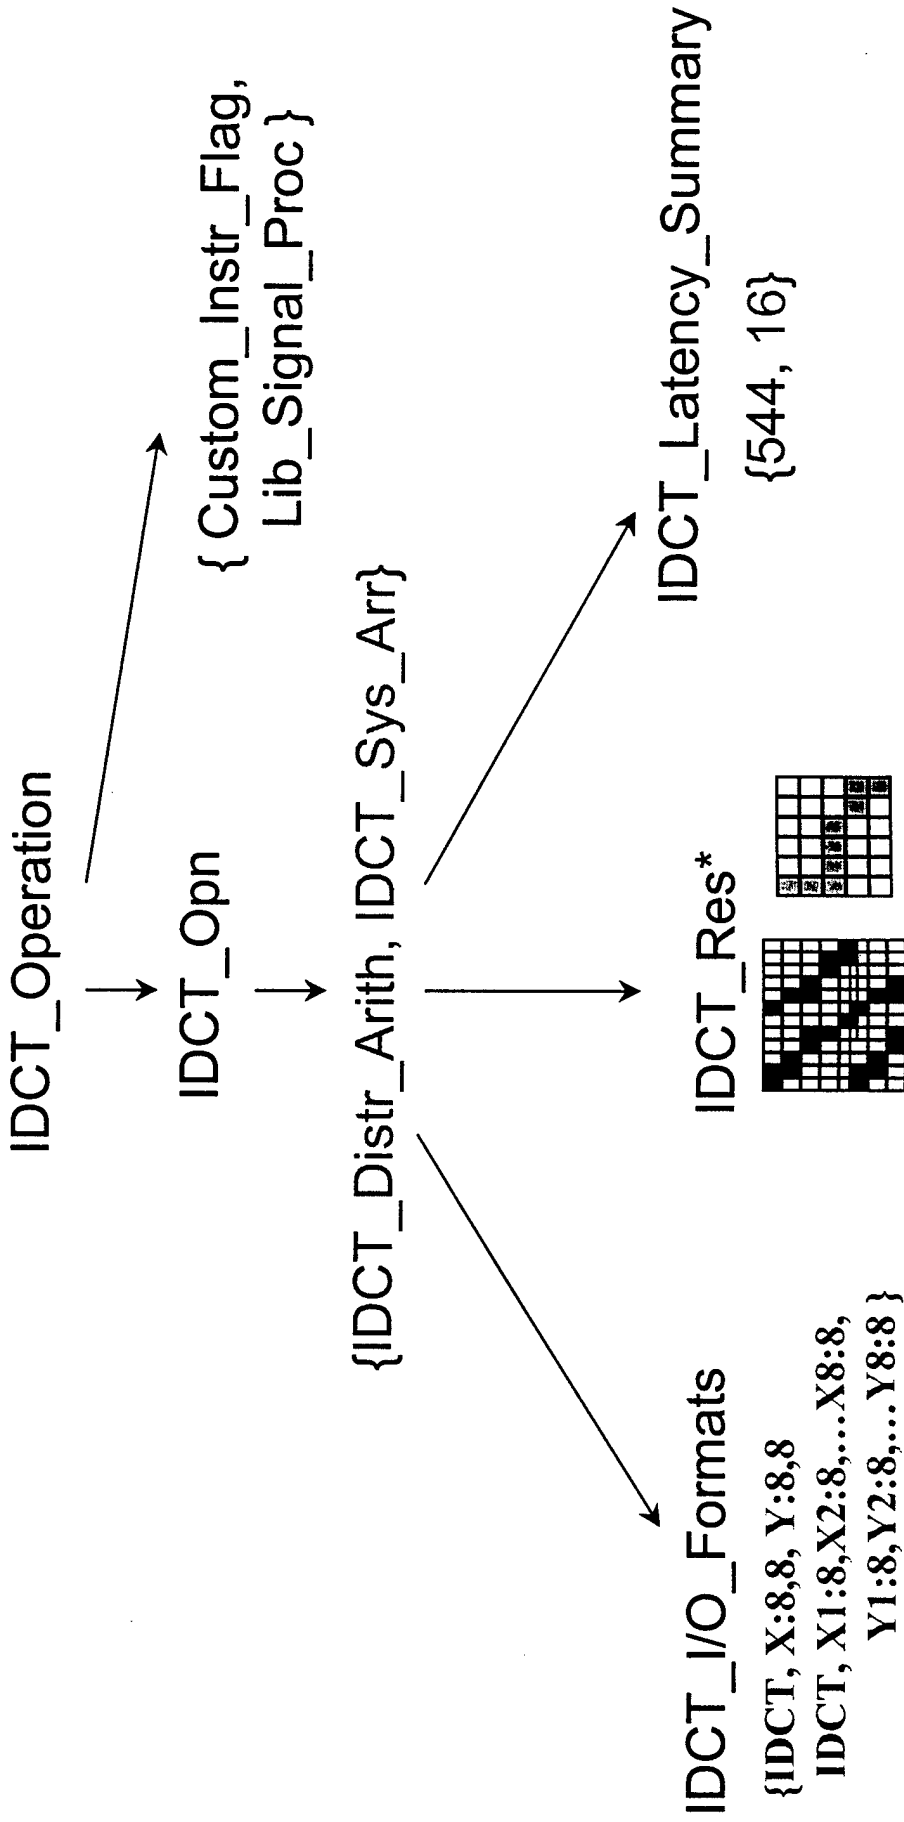 IDCT_Operation
IDCT_Opn
{ Custom_Instr_Flag,
Lib_Signal_Proc }
{IDCT_Distr_Arith, IDCT_Sys_Arr}
IDCT_I/O_Formats
{IDCT, X:8,8, Y:8,8
IDCT, X1:8,X2:8,...X8:8,
Y1:8,Y2:8,...Y8:8 }
IDCT_Res*
IDCT_Latency_Summary
{544, 16}